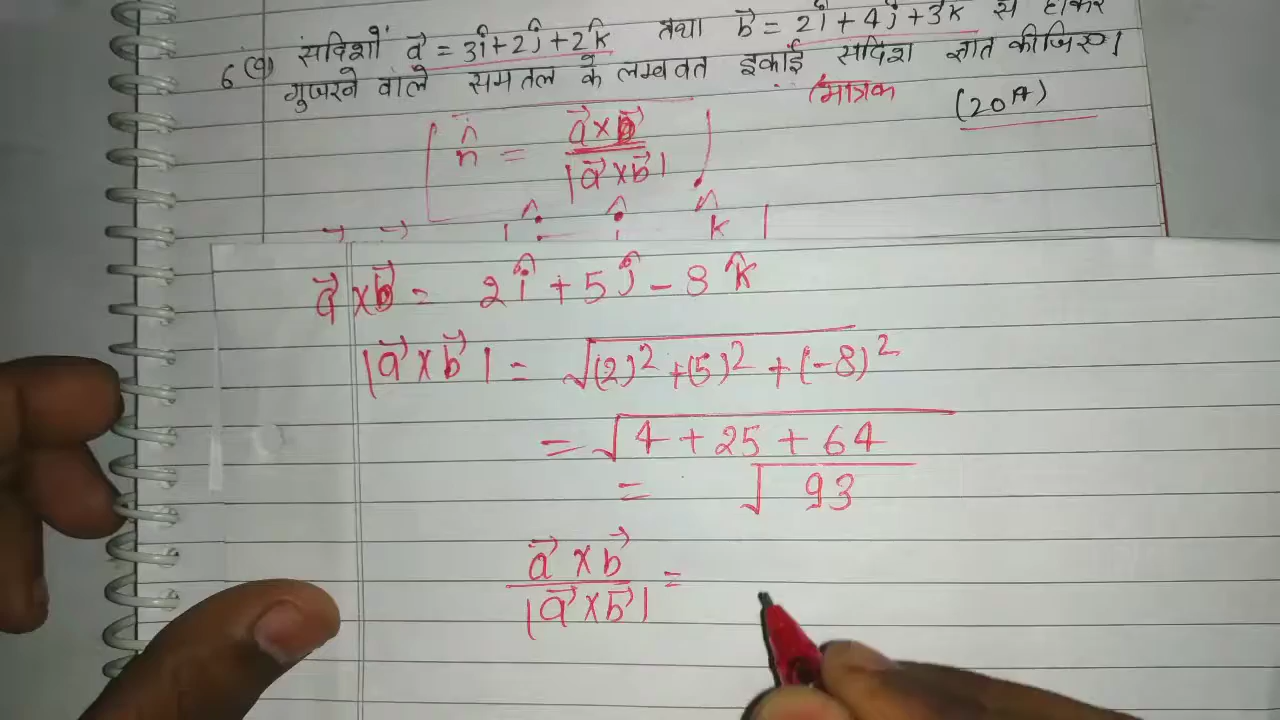 6 (ब) सदिशों a⃗ = 3î+2ĵ+2k̂ तथा b⃗ = 2î+4ĵ+3k̂ से होकर
गुजरने वाले समतल के लम्बवत इकाई सदिश ज्ञात कीजिए।
मात्रक (20A)
n̂ = a⃗×b⃗ / |a⃗×b⃗|
î ĵ k̂
a⃗×b⃗ = 2î + 5ĵ - 8k̂
|a⃗×b⃗| = √(2)² + (5)² + (-8)²
= √4 + 25 + 64
= √93
a⃗×b⃗ / |a⃗×b⃗| =